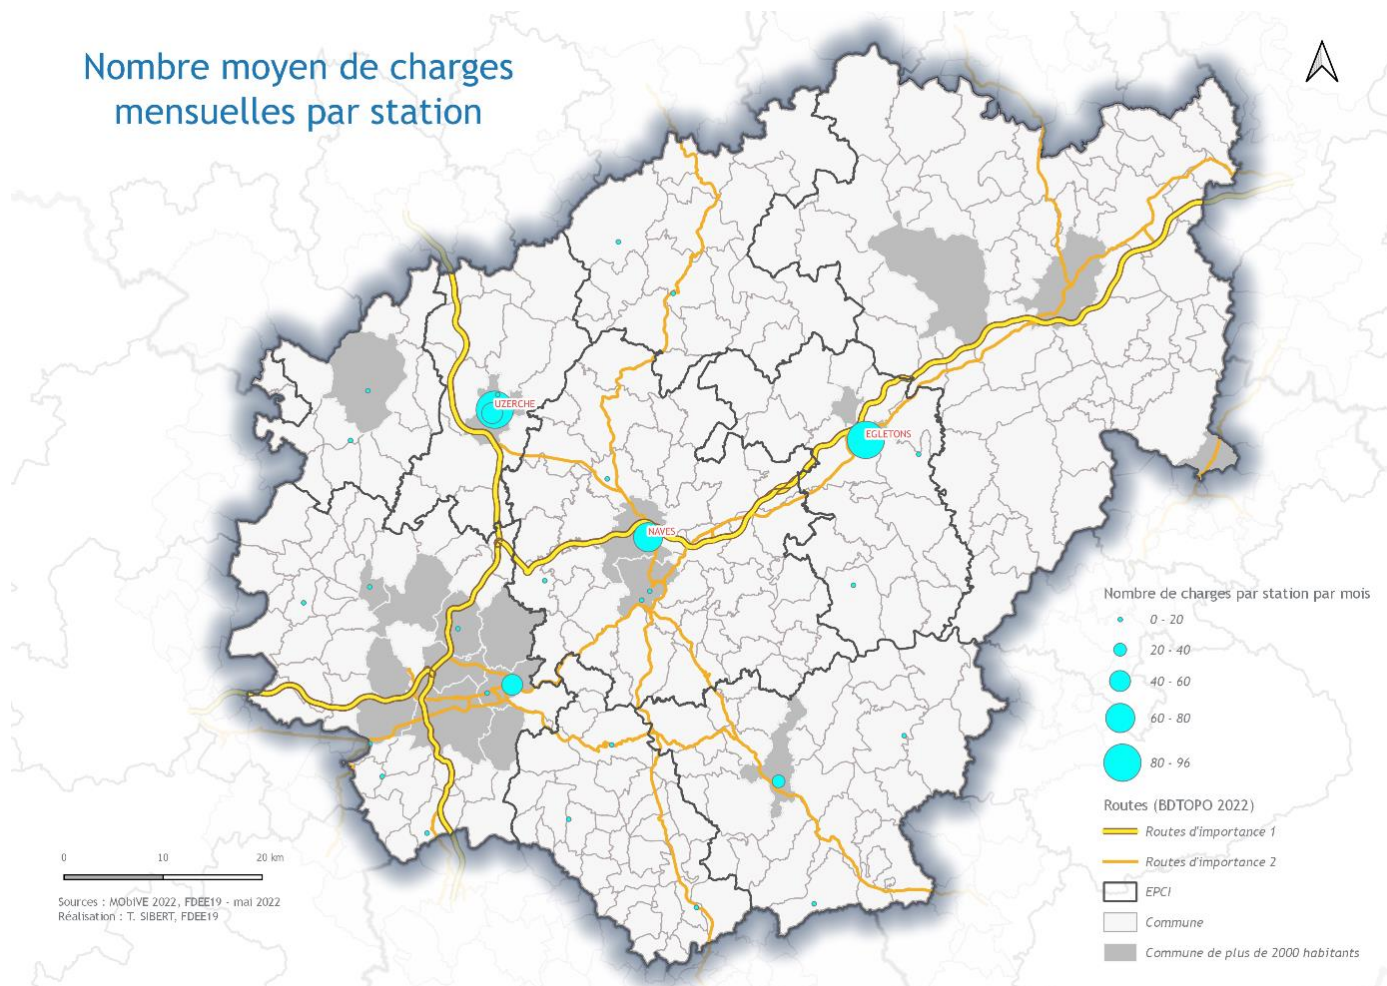 Nombre moyen de charges
mensuelles par station
UZERCHE
EGLETONS
NAVES
Nombre de charges par station par mois
0 - 20
20 - 40
40 - 60
60 - 80
80 - 96
Routes (BDTOPO 2022)
Routes d'importance 1
Routes d'importance 2
EPCI
Commune
Commune de plus de 2000 habitants
0 10 20 km
Sources : MObiVE 2022, FDEE19 - mai 2022
Réalisation : T. SIBERT, FDEE19